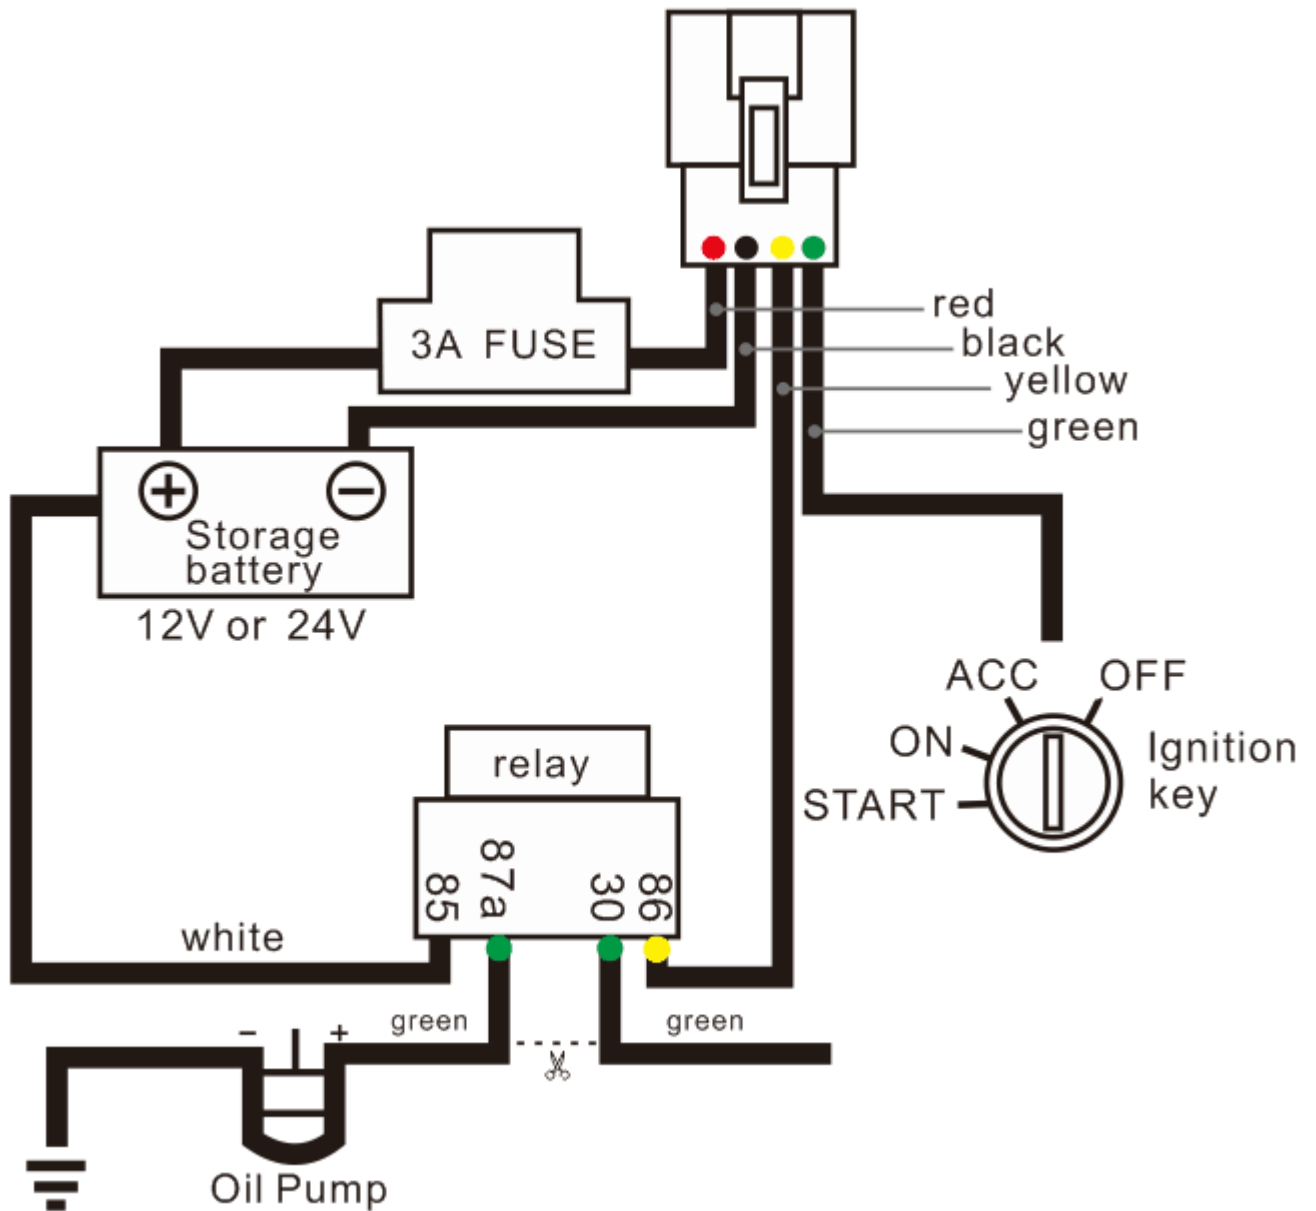 red
black
yellow
green
3A FUSE
+
−
Storage
battery
12V or 24V
ACC
OFF
ON
START
Ignition
key
relay
85
87a
30
86
white
green
green
−
+
Oil Pump